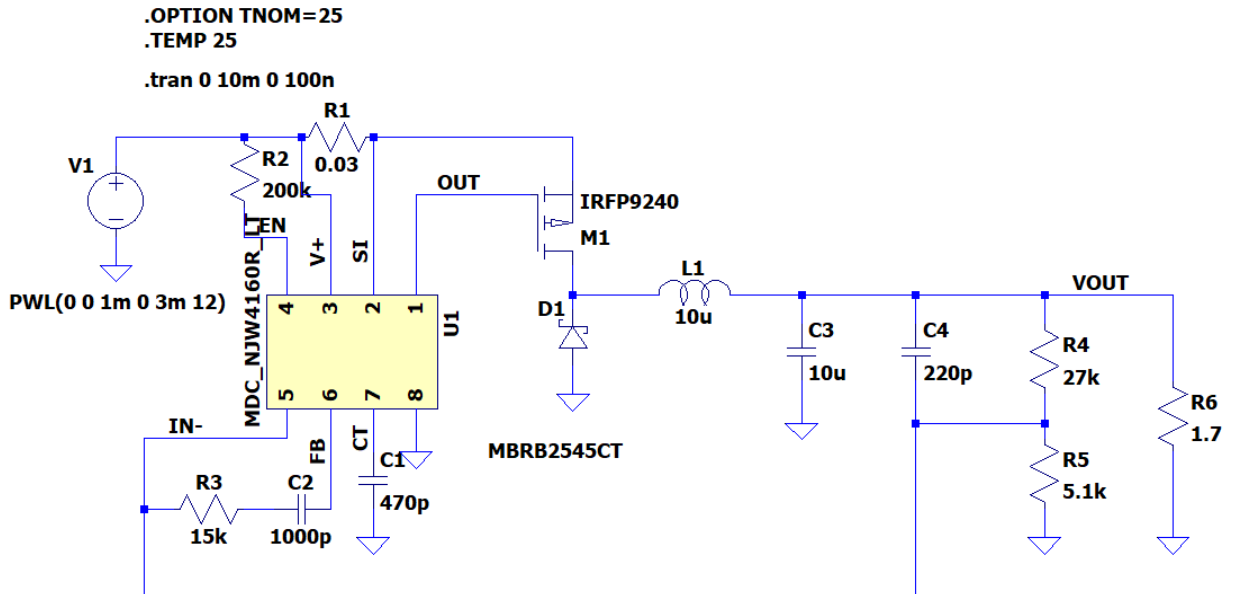 .OPTION TNOM=25
.TEMP 25
.tran 0 10m 0 100n
R1
0.03
V1
R2
200k
PWL(0 0 1m 0 3m 12)
EN
V+
SI
OUT
IRFP9240
M1
MDC_NJW4160R_LT
4
3
2
1
U1
5
6
7
8
D1
MBRB2545CT
L1
10u
VOUT
C3
10u
C4
220p
R4
27k
R6
1.7
R5
5.1k
IN-
FB
CT
C1
470p
R3
15k
C2
1000p